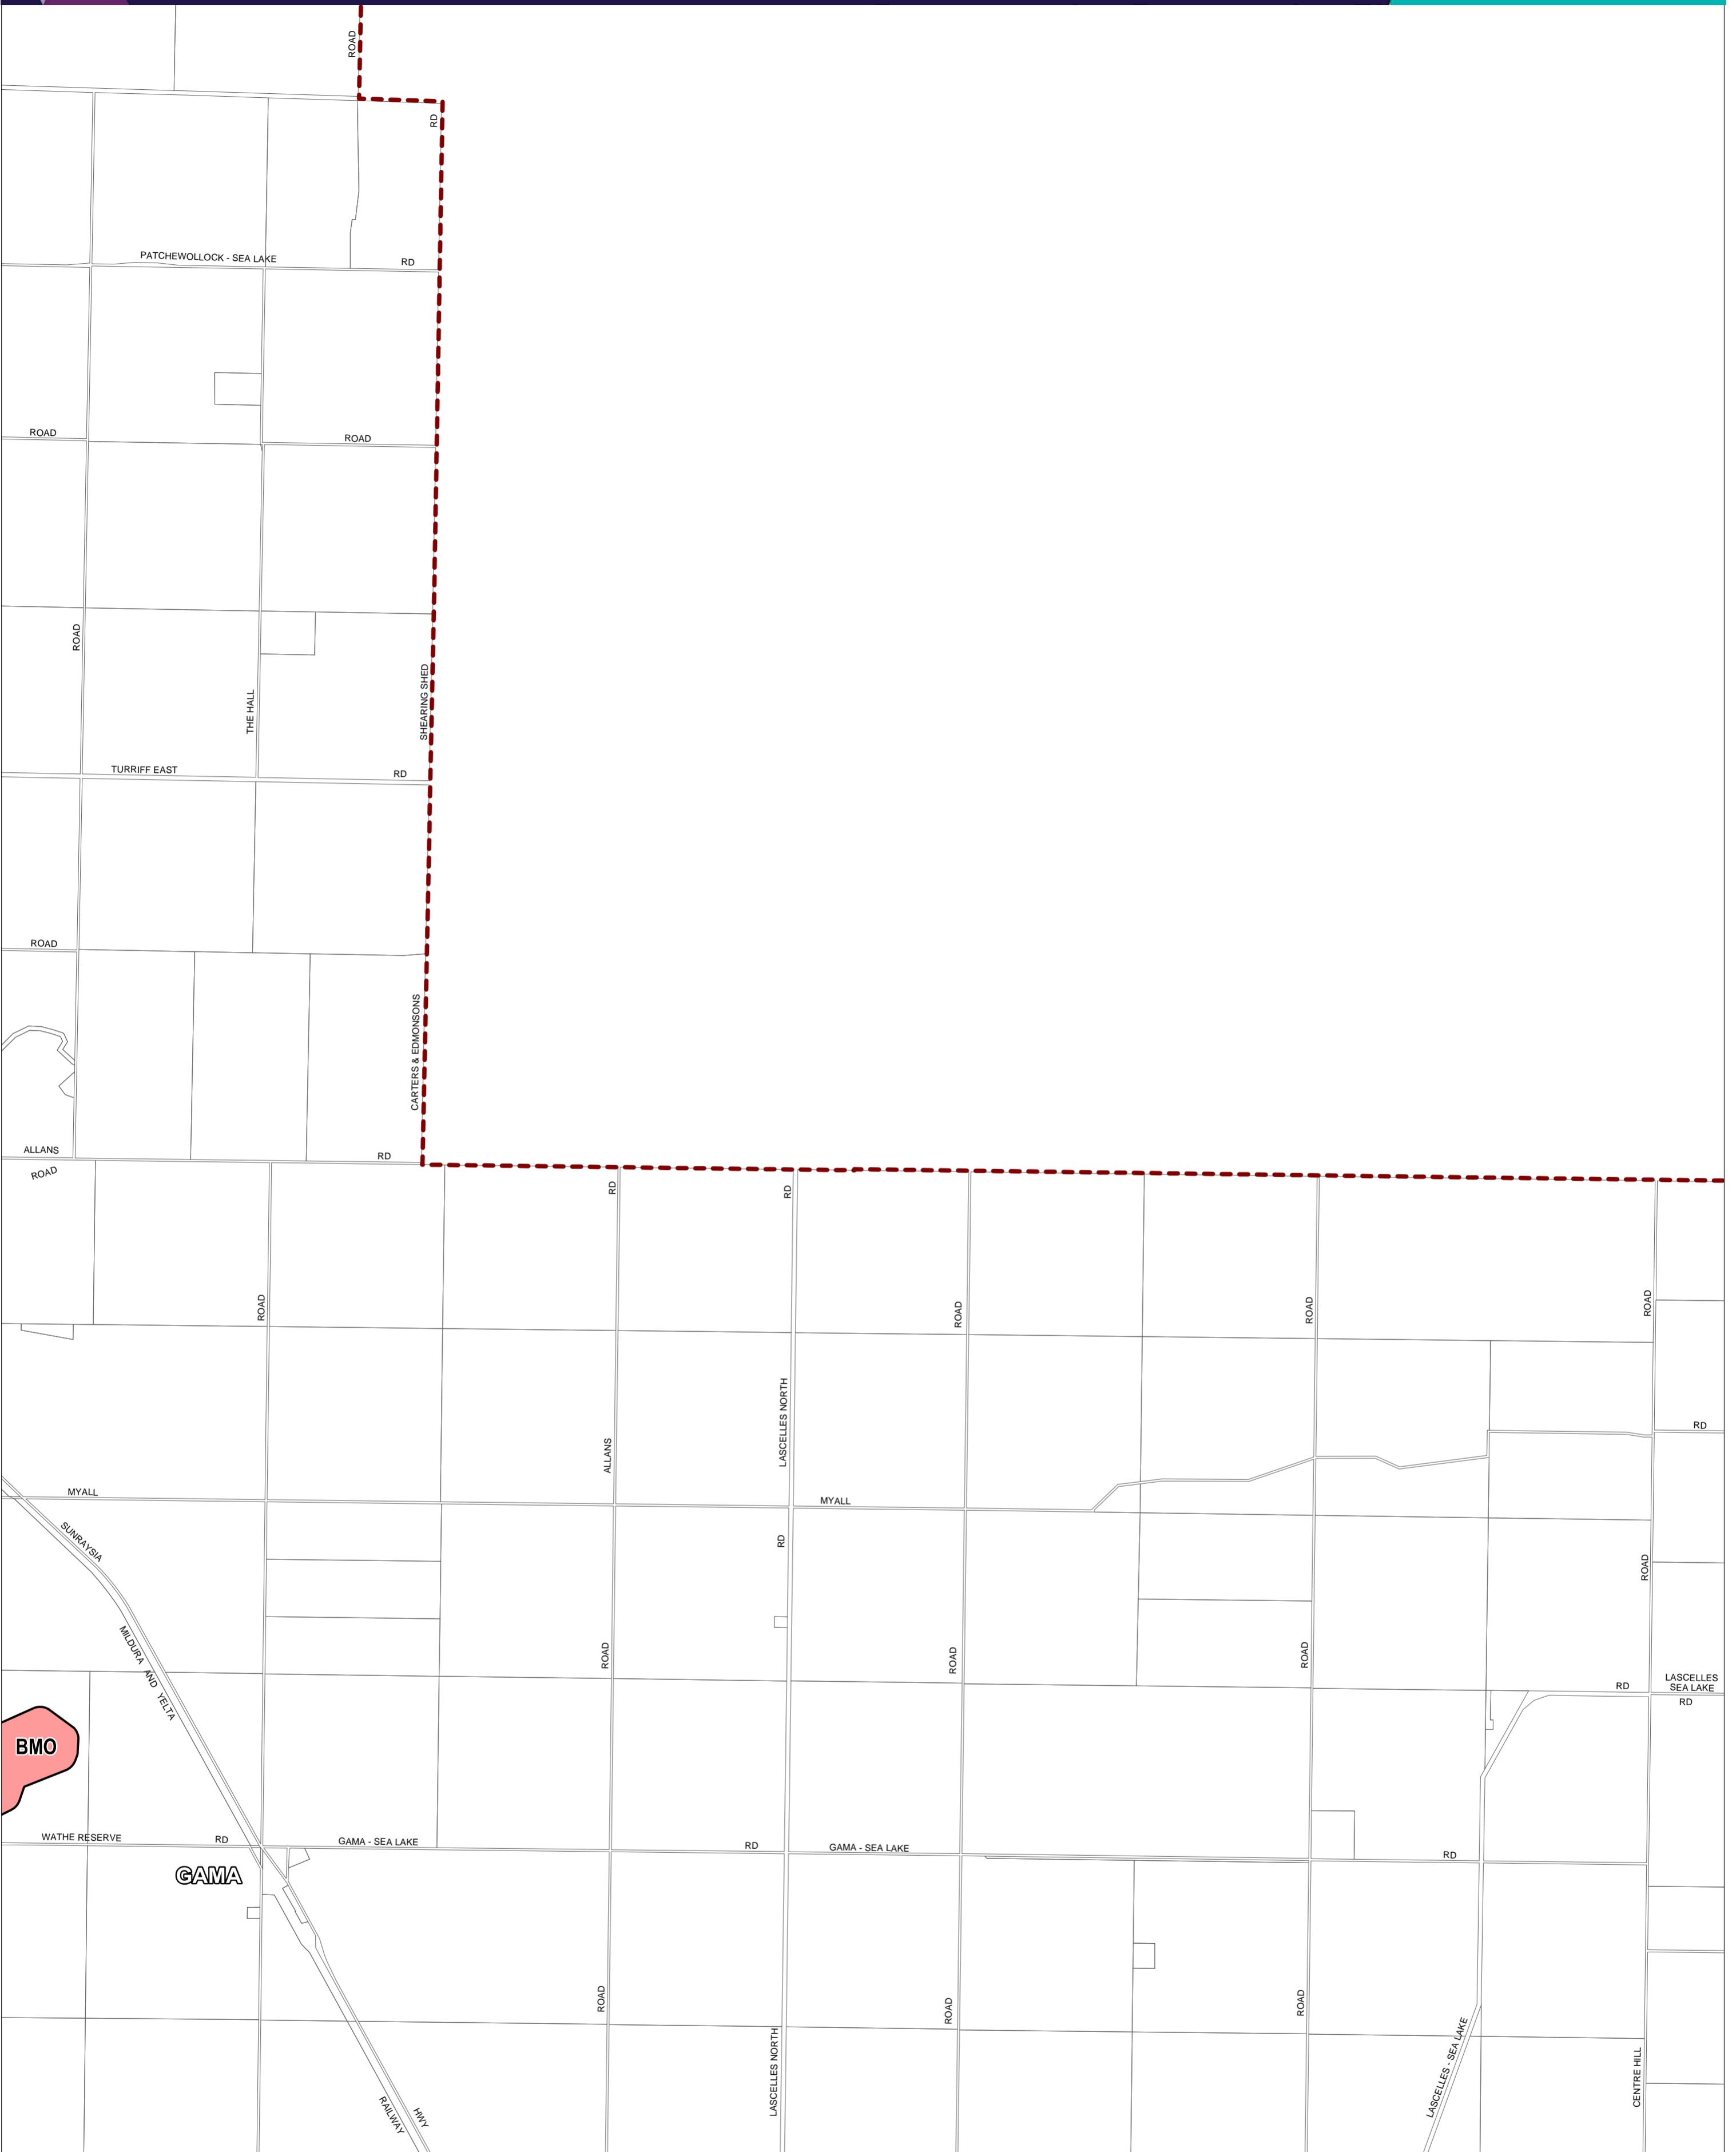 ROAD
RD
PATCHEWOLLOCK - SEA LAKE
RD
ROAD
ROAD
ROAD
SHEARING SHED
THE HALL
TURRIFF EAST
RD
ROAD
CARTERS & EDMONSONS
ALLANS
RD
ROAD
RD
RD
ROAD
ROAD
ROAD
ROAD
LASCELLES NORTH
ALLANS
RD
MYALL
MYALL
SUNRAYSIA
RD
ROAD
MILDURA AND YELTA
ROAD
ROAD
ROAD
LASCELLES
SEA LAKE
RD
RD
BMO
WATHE RESERVE
RD
GAMA - SEA LAKE
RD
GAMA - SEA LAKE
RD
GAMA
ROAD
ROAD
ROAD
LASCELLES NORTH
LASCELLES - SEA LAKE
CENTRE HILL
RAILWAY
HWY